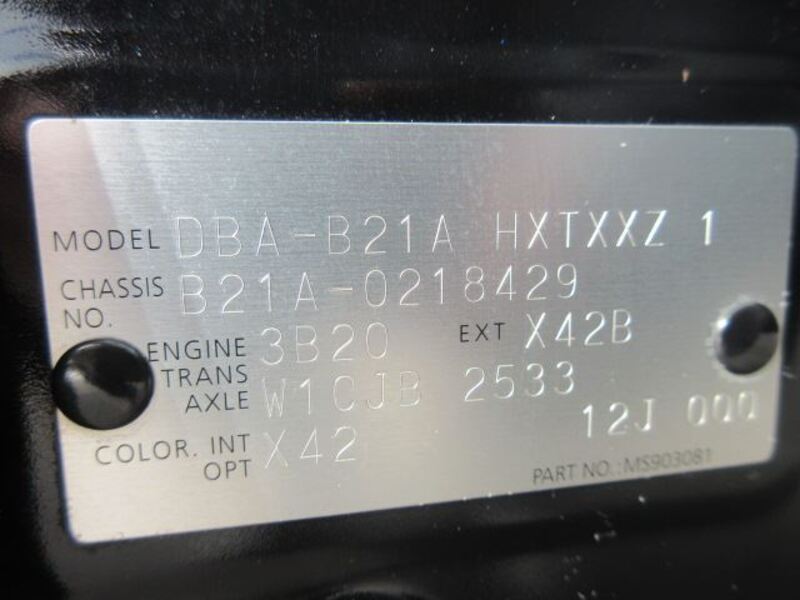 MODEL DBA-B21A HXTXXZ 1
CHASSIS NO. B21A-0218429
ENGINE 3B20 EXT X42B
TRANS AXLE W1CJB 2533
12J 000
COLOR. INT OPT X42
PART NO.:MS903081